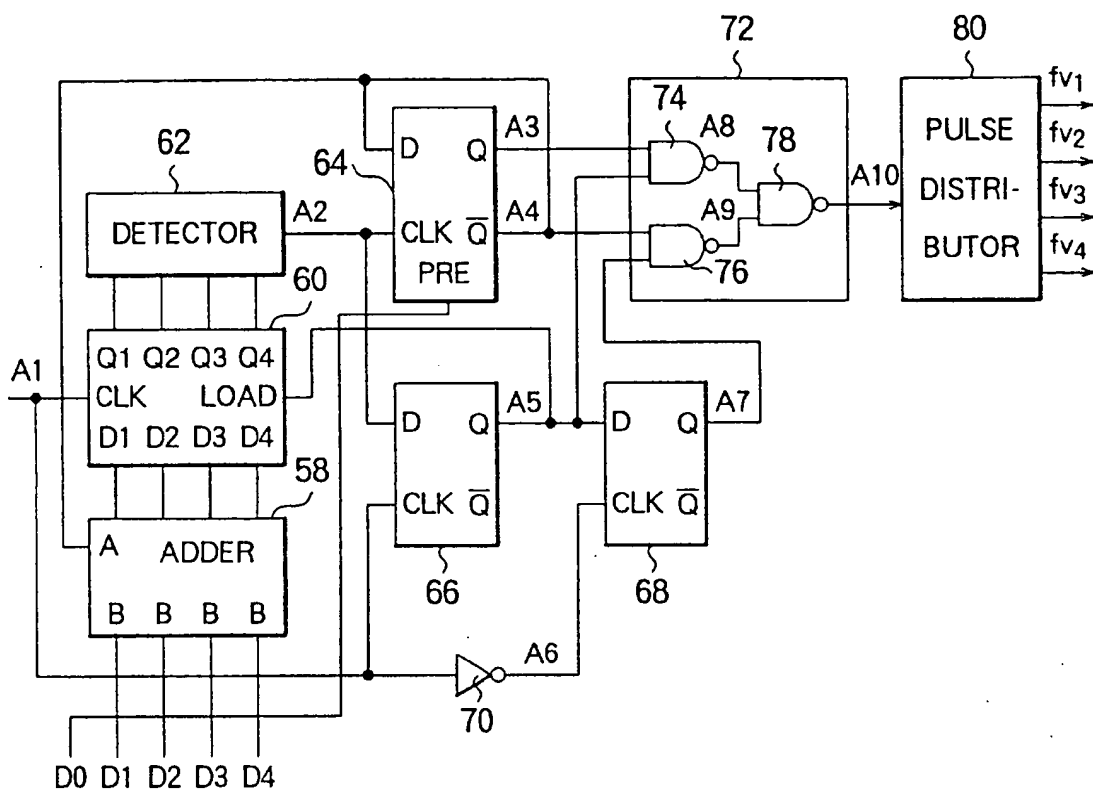 72
80
74
A8
78
A3
64
D Q
62
A2
A4
A9
A10
fv1
fv2
fv3
fv4
PULSE
DISTRI-
BUTOR
DETECTOR
CLK Q̅
PRE
76
60
Q1 Q2 Q3 Q4
A1
CLK LOAD
D1 D2 D3 D4
A5
D Q
A7
D Q
58
A ADDER
CLK Q̅
CLK Q̅
66
68
B B B B
A6
70
D0 D1 D2 D3 D4